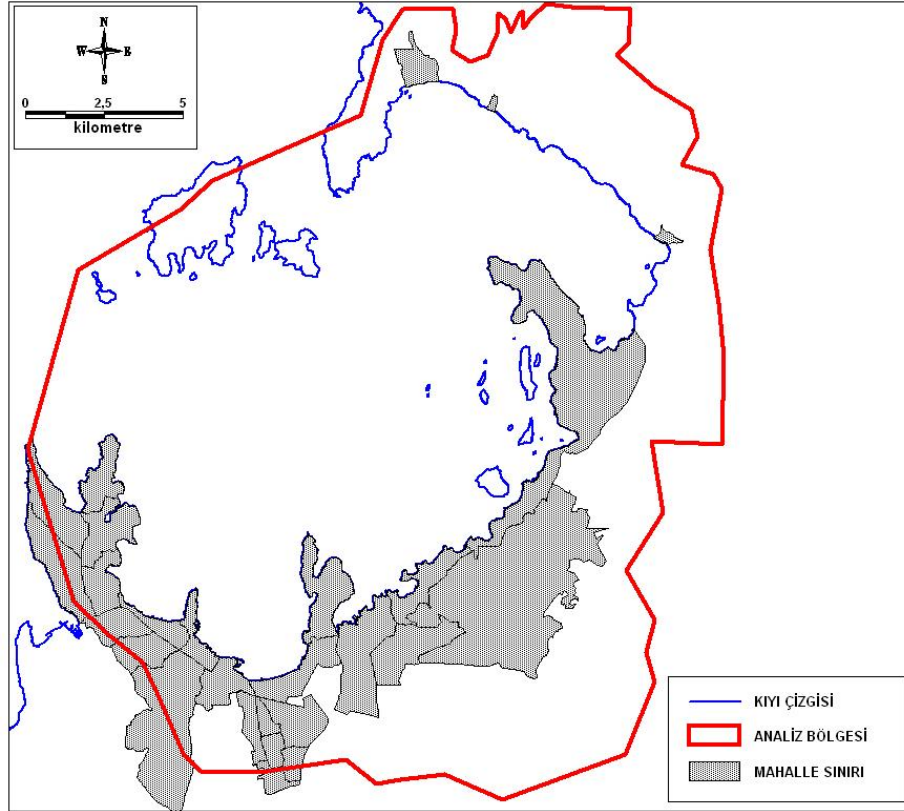 N
W E
S
0 2,5 5
kilometre
KIYI ÇİZGİSİ
ANALİZ BÖLGESİ
MAHALLE SINIRI